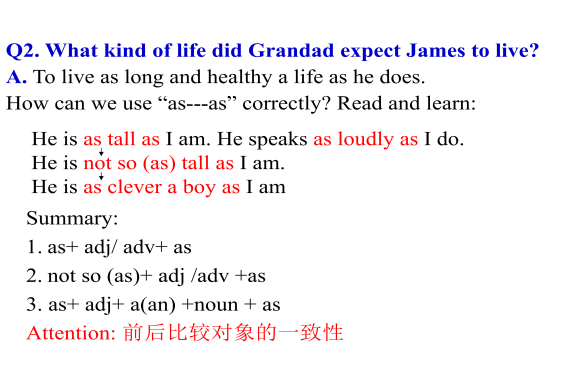 Q2. What kind of life did Grandad expect James to live?
A. To live as long and healthy a life as he does.
How can we use “as---as” correctly? Read and learn:
He is as tall as I am. He speaks as loudly as I do.
He is not so (as) tall as I am.
He is as clever a boy as I am
Summary:
1. as+ adj/ adv+ as
2. not so (as)+ adj /adv +as
3. as+ adj+ a(an) +noun + as
Attention: 前后比较对象的一致性